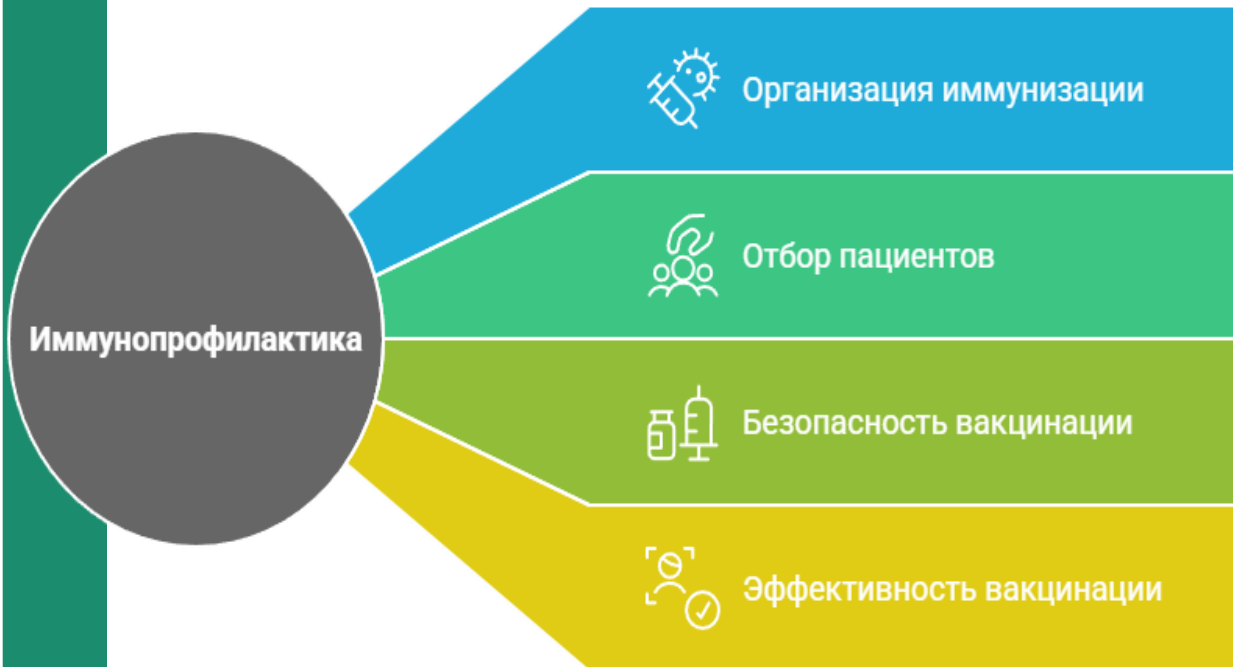 Организация иммунизации
Отбор пациентов
Иммунопрофилактика
Безопасность вакцинации
Эффективность вакцинации